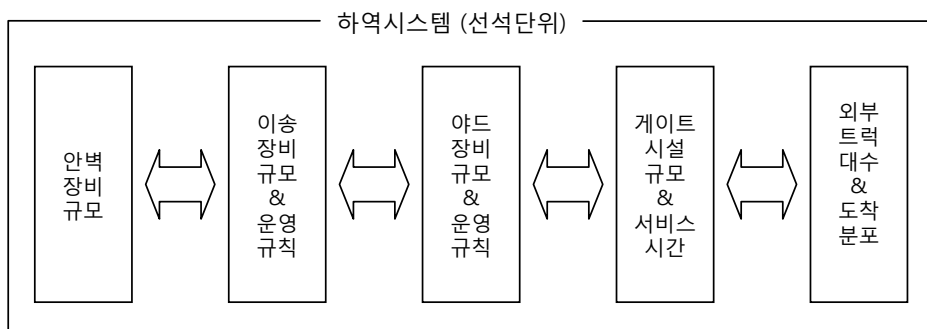 하역시스템 (선석단위)
안벽
장비
규모
이송
장비
규모
&
운영
규칙
야드
장비
규모
&
운영
규칙
게이트
시설
규모
&
서비스
시간
외부
트럭
대수
&
도착
분포